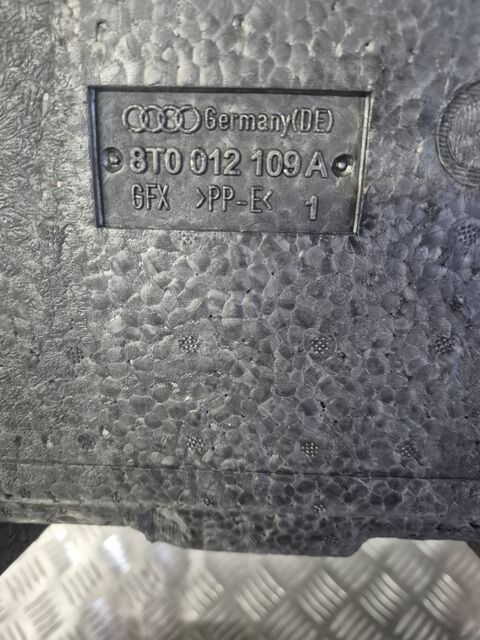 Germany(DE)
8T0 012 109 A
GFX >PP-E<
1